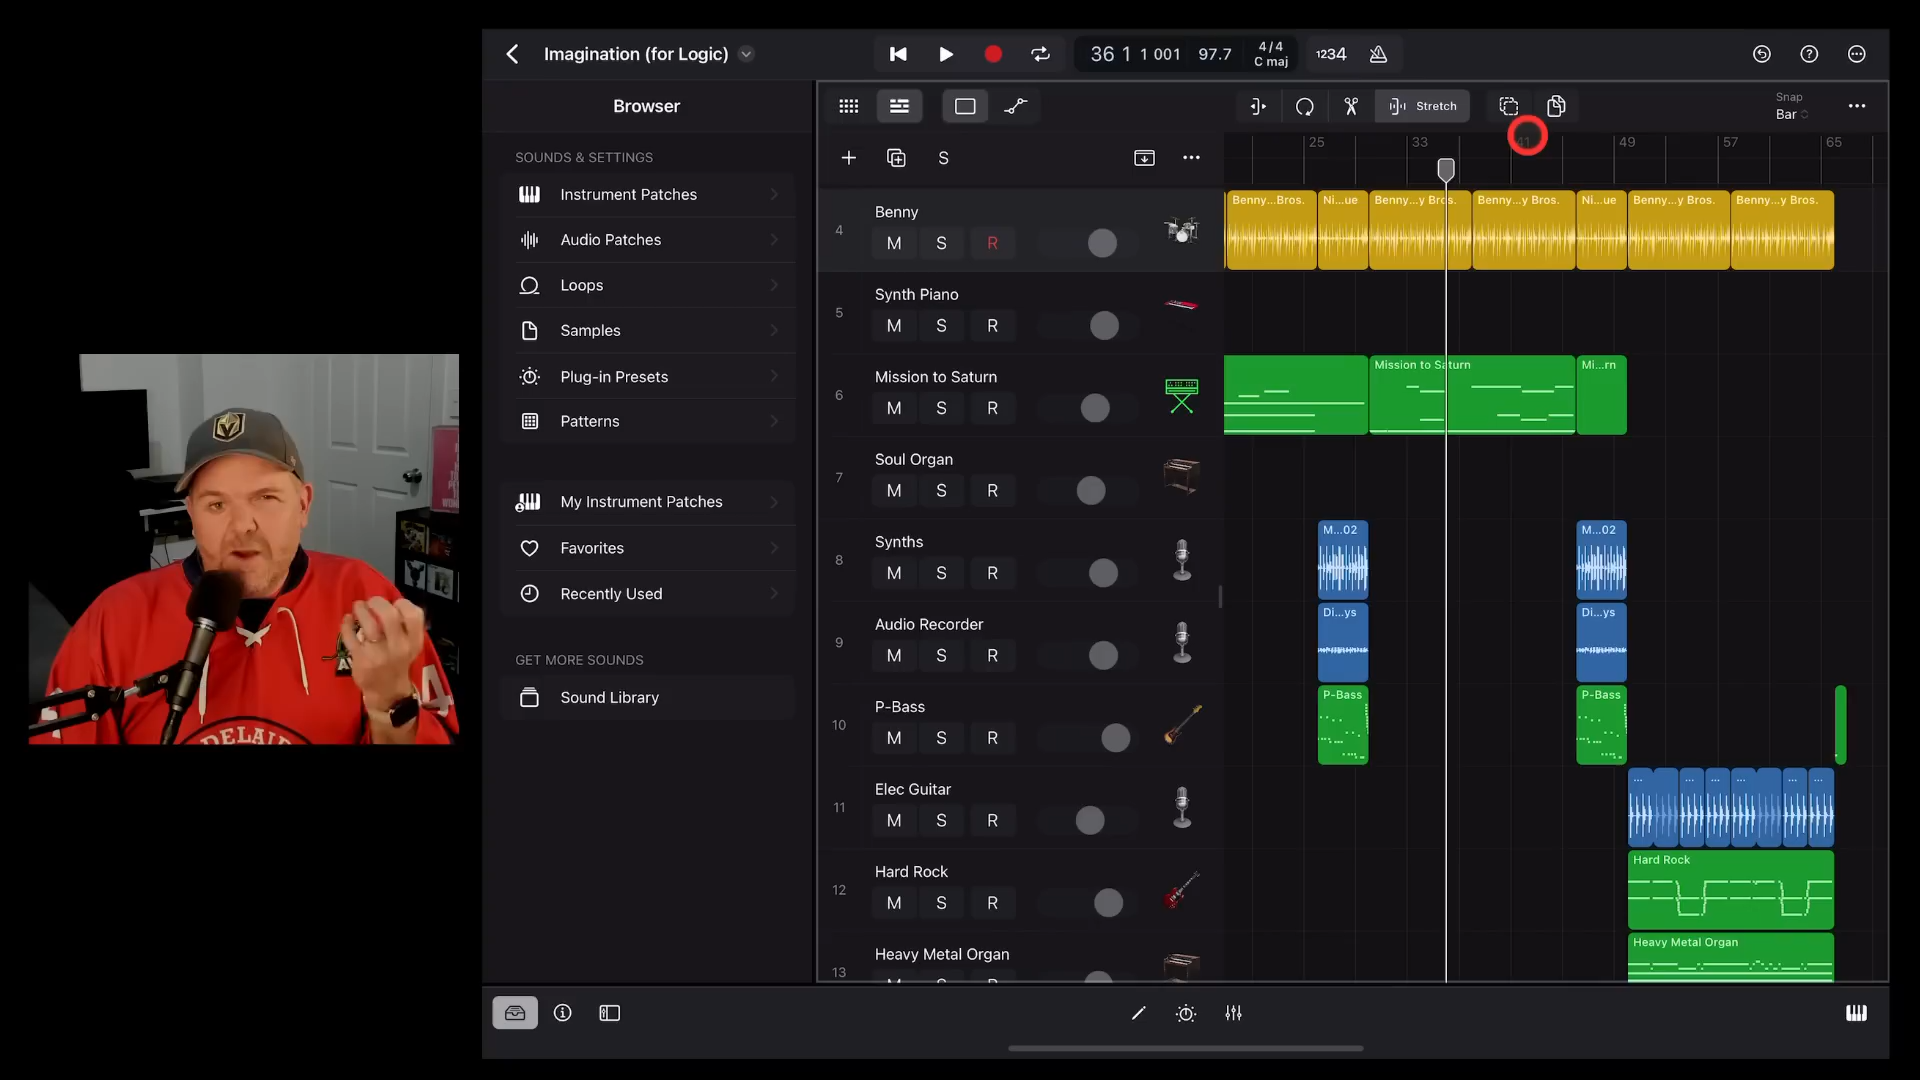 Imagination (for Logic)
36 1 1 001
97.7
4/4
C maj
1234
Browser
SOUNDS & SETTINGS
Instrument Patches
Audio Patches
Loops
Samples
Plug-in Presets
Patterns
My Instrument Patches
Favorites
Recently Used
GET MORE SOUNDS
Sound Library
Stretch
Snap
Bar
S
25
33
41
49
57
65
4
Benny
M S R
Benny...Bros.
Ni...ue
Benny...y Bros.
Benny...y Bros.
Ni...ue
Benny...y Bros.
Benny...y Bros.
5
Synth Piano
M S R
6
Mission to Saturn
M S R
Mission to Saturn
Mi...rn
7
Soul Organ
M S R
8
Synths
M S R
M...02
M...02
9
Audio Recorder
M S R
Di...ys
Di...ys
10
P-Bass
M S R
P-Bass
P-Bass
11
Elec Guitar
M S R
... ... ... ... ... ...
12
Hard Rock
M S R
Hard Rock
13
Heavy Metal Organ
Heavy Metal Organ